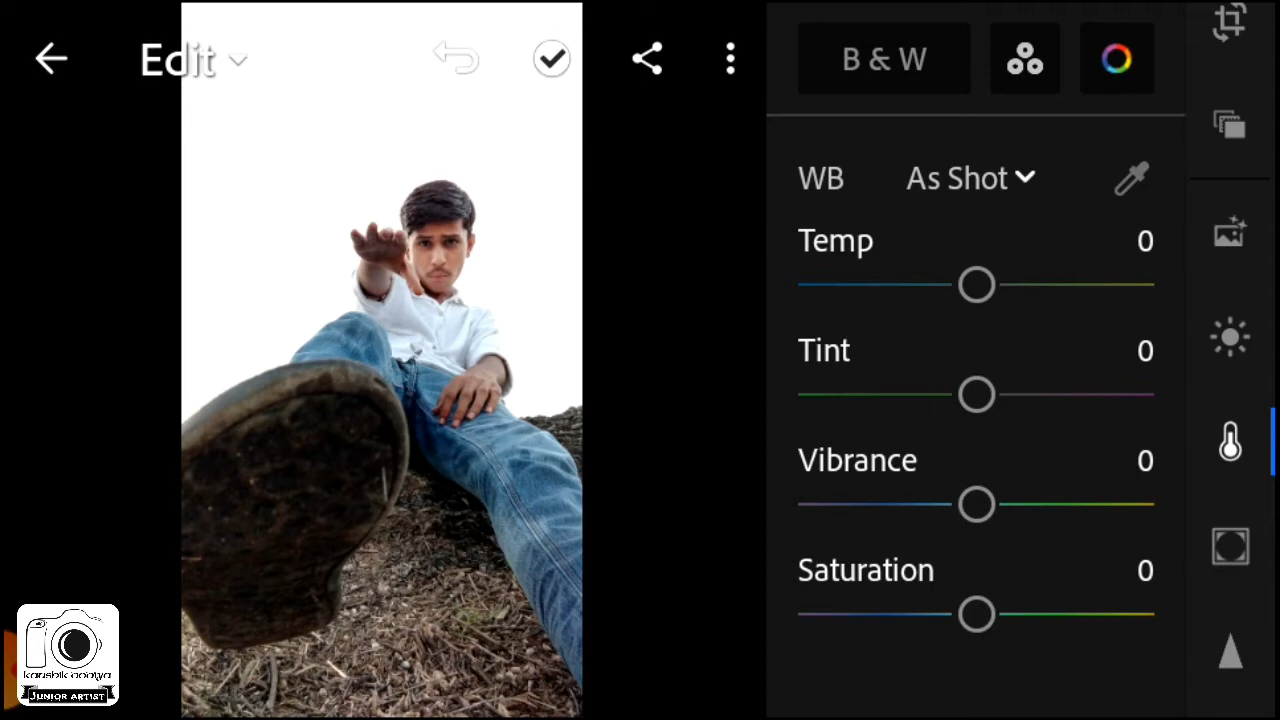 Edit
B & W
WB As Shot
Temp 0
Tint 0
Vibrance 0
Saturation 0
JUNIOR ARTIST